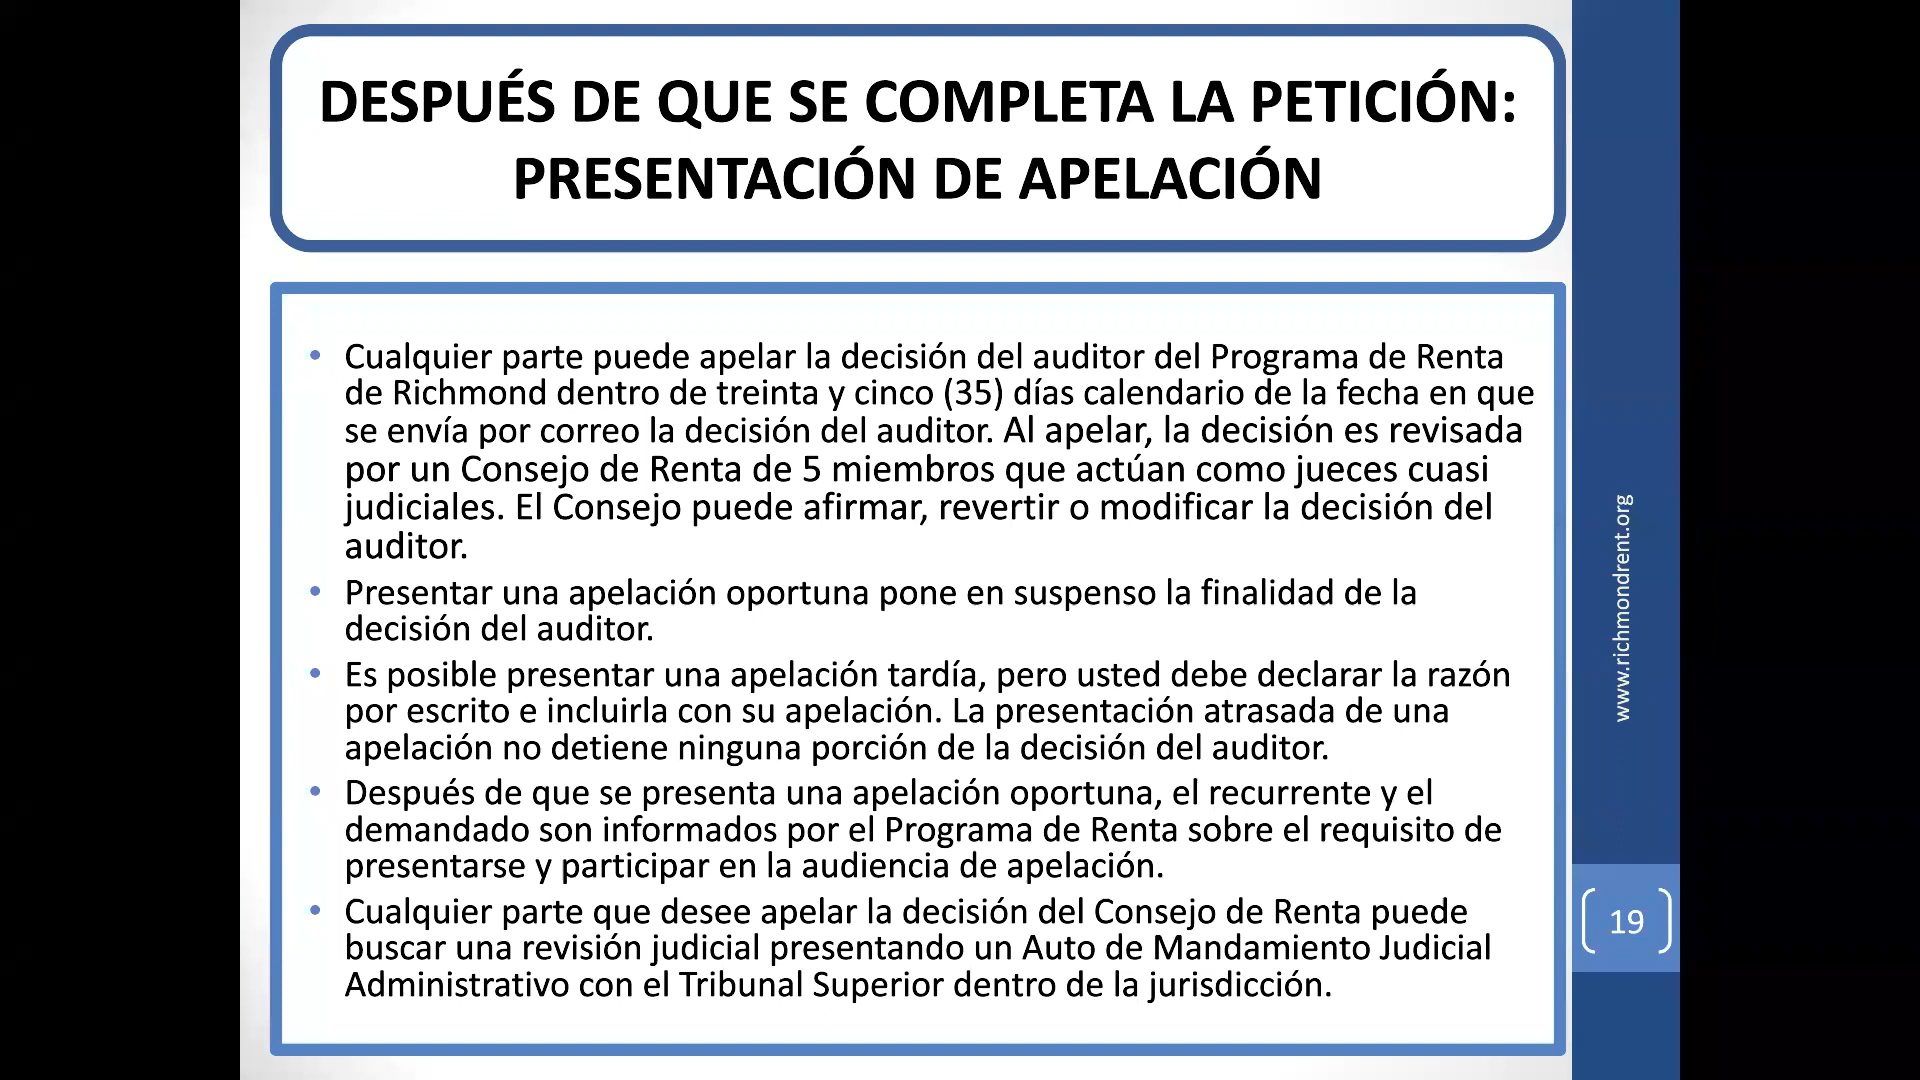 DESPUÉS DE QUE SE COMPLETA LA PETICIÓN:
PRESENTACIÓN DE APELACIÓN
• Cualquier parte puede apelar la decisión del auditor del Programa de Renta
de Richmond dentro de treinta y cinco (35) días calendario de la fecha en que
se envía por correo la decisión del auditor. Al apelar, la decisión es revisada
por un Consejo de Renta de 5 miembros que actúan como jueces cuasi
judiciales. El Consejo puede afirmar, revertir o modificar la decisión del
auditor.
• Presentar una apelación oportuna pone en suspenso la finalidad de la
decisión del auditor.
• Es posible presentar una apelación tardía, pero usted debe declarar la razón
por escrito e incluirla con su apelación. La presentación atrasada de una
apelación no detiene ninguna porción de la decisión del auditor.
• Después de que se presenta una apelación oportuna, el recurrente y el
demandado son informados por el Programa de Renta sobre el requisito de
presentarse y participar en la audiencia de apelación.
• Cualquier parte que desee apelar la decisión del Consejo de Renta puede
buscar una revisión judicial presentando un Auto de Mandamiento Judicial
Administrativo con el Tribunal Superior dentro de la jurisdicción.
www.richmondrent.org
19